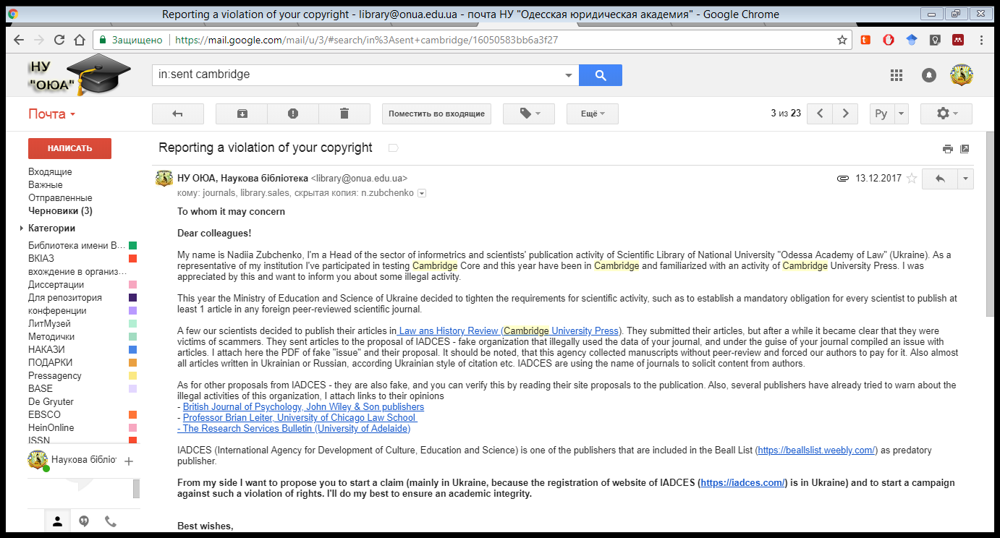 Reporting a violation of your copyright - library@onua.edu.ua - почта НУ "Одесская юридическая академия" - Google Chrome
Защищено https://mail.google.com/mail/u/3/#search/in%3Asent+cambridge/16050583bb6a3f27
НУ
"ОЮА"
in:sent cambridge
Почта
Поместить во входящие
Ещё
3 из 23
Ру
НАПИСАТЬ
Входящие
Важные
Отправленные
Черновики (3)
Категории
Библиотека имени В...
ВКІАЗ
вхождение в организ...
Диссертации
Для репозитория
конференции
ЛитМузей
Методички
НАКАЗИ
ПОДАРКИ
Pressagency
BASE
De Gryuter
EBSCO
HeinOnline
ISSN
Наукова бібліот
Reporting a violation of your copyright
НУ ОЮА, Наукова бібліотека <library@onua.edu.ua>
13.12.2017
кому: journals, library.sales, скрытая копия: n.zubchenko
To whom it may concern
Dear colleagues!
My name is Nadiia Zubchenko, I'm a Head of the sector of informetrics and scientists' publication activity of Scientific Library of National University "Odesa Academy of Law" (Ukraine). As a
representative of my institution I've participated in testing Cambridge Core and this year have been in Cambridge and familiarized with an activity of Cambridge University Press. I was
appreciated by this and want to inform you about some illegal activity.
This year the Ministry of Education and Science of Ukraine decided to tighten the requirements for scientific activity, such as to establish a mandatory obligation for every scientist to publish at
least 1 article in any foreign peer-reviewed scientific journal.
A few our scientists decided to publish their articles in Law ans History Review (Cambridge University Press). They submitted their articles, but after a while it became clear that they were
victims of scammers. They sent articles to the proposal of IADCES - fake organization that illegally used the data of your journal, and under the guise of your journal compiled an issue with
articles. I attach here the PDF of fake "issue" and their proposal. It should be noted, that this agency collected manuscripts without peer-review and forced our authors to pay for it. Also almost
all articles written in Ukrainian or Russian, according Ukrainian style of citation etc. IADCES are using the name of journals to solicit content from authors.
As for other proposals from IADCES - they are also fake, and you can verify this by reading their site proposals to the publication. Also, several publishers have already tried to warn about the
illegal activities of this organization, I attach links to their opinions
- British Journal of Psychology, John Wiley & Son publishers
- Professor Brian Leiter, University of Chicago Law School
- The Research Services Bulletin (University of Adelaide)
IADCES (International Agency for Development of Culture, Education and Science) is one of the publishers that are included in the Beall List (https://beallslist.weebly.com/) as predatory
publisher.
From my side I want to propose you to start a claim (mainly in Ukraine, because the registration of website of IADCES (https://iadces.com/) is in Ukraine) and to start a campaign
against such a violation of rights. I'll do my best to ensure an academic integrity.
Best wishes,